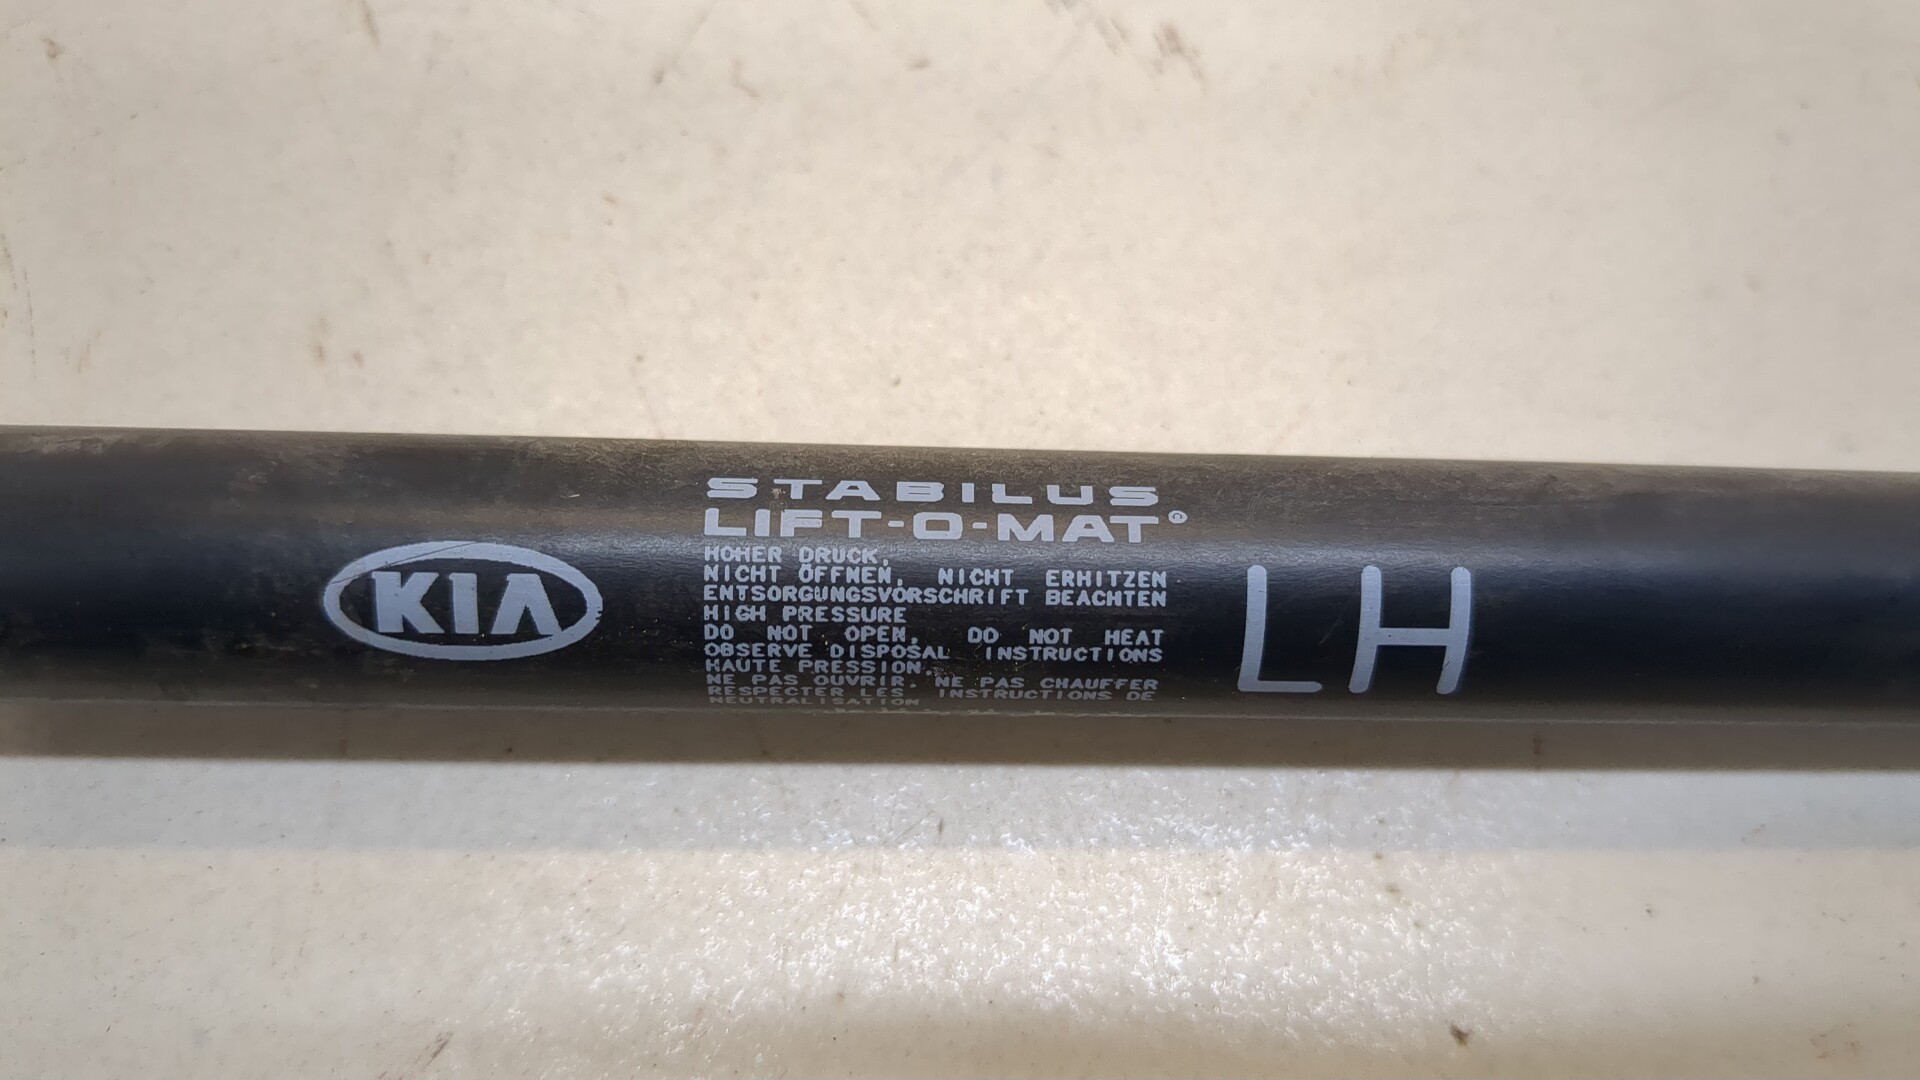 KIA
STABILUS
LIFT-O-MAT®
HOHER DRUCK,
NICHT ÖFFNEN, NICHT ERHITZEN
ENTSORGUNGSVORSCHRIFT BEACHTEN
HIGH PRESSURE
DO NOT OPEN, DO NOT HEAT
OBSERVE DISPOSAL INSTRUCTIONS
HAUTE PRESSION,
NE PAS OUVRIR, NE PAS CHAUFFER
RESPECTER LES INSTRUCTIONS DE
NEUTRALISATION
LH